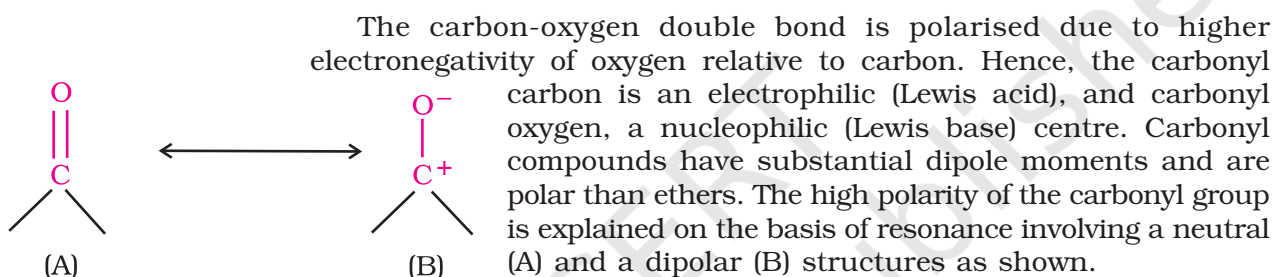 The carbon-oxygen double bond is polarised due to higher
electronegativity of oxygen relative to carbon. Hence, the carbonyl
carbon is an electrophilic (Lewis acid), and carbonyl
oxygen, a nucleophilic (Lewis base) centre. Carbonyl
compounds have substantial dipole moments and are
polar than ethers. The high polarity of the carbonyl group
is explained on the basis of resonance involving a neutral
(A) and a dipolar (B) structures as shown.
O
C
(A)
O−
C+
(B)